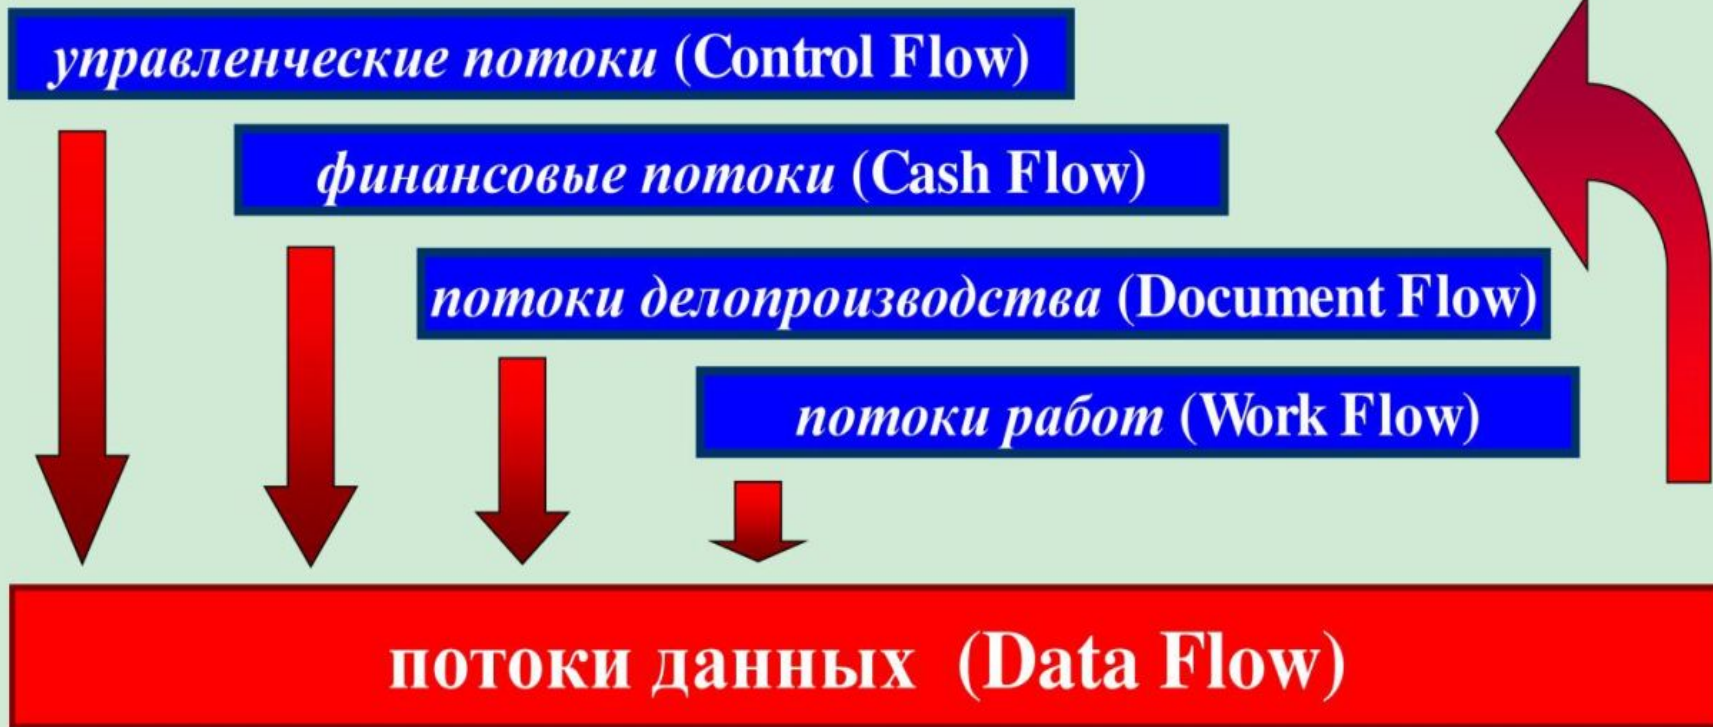 управленческие потоки (Control Flow)
финансовые потоки (Cash Flow)
потоки делопроизводства (Document Flow)
потоки работ (Work Flow)
потоки данных (Data Flow)